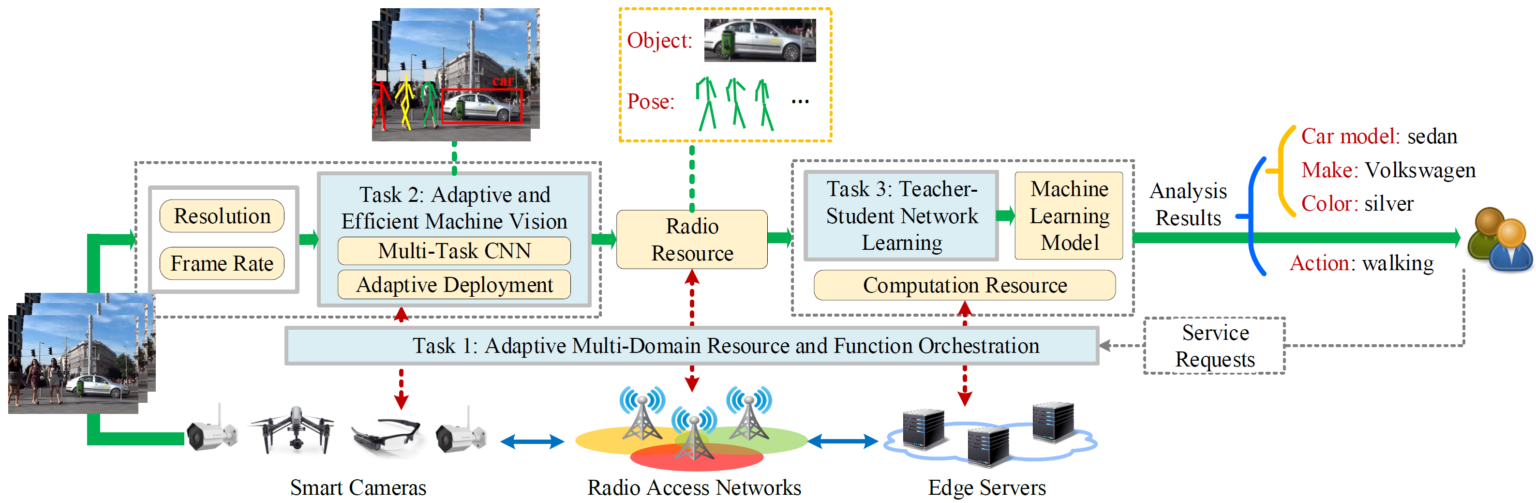 car
Object:
Pose:
...
Resolution
Frame Rate
Task 2: Adaptive and
Efficient Machine Vision
Multi-Task CNN
Adaptive Deployment
Radio
Resource
Task 3: Teacher-
Student Network
Learning
Machine
Learning
Model
Computation Resource
Analysis
Results
Car model: sedan
Make: Volkswagen
Color: silver
Action: walking
Task 1: Adaptive Multi-Domain Resource and Function Orchestration
Service
Requests
Smart Cameras
Radio Access Networks
Edge Servers